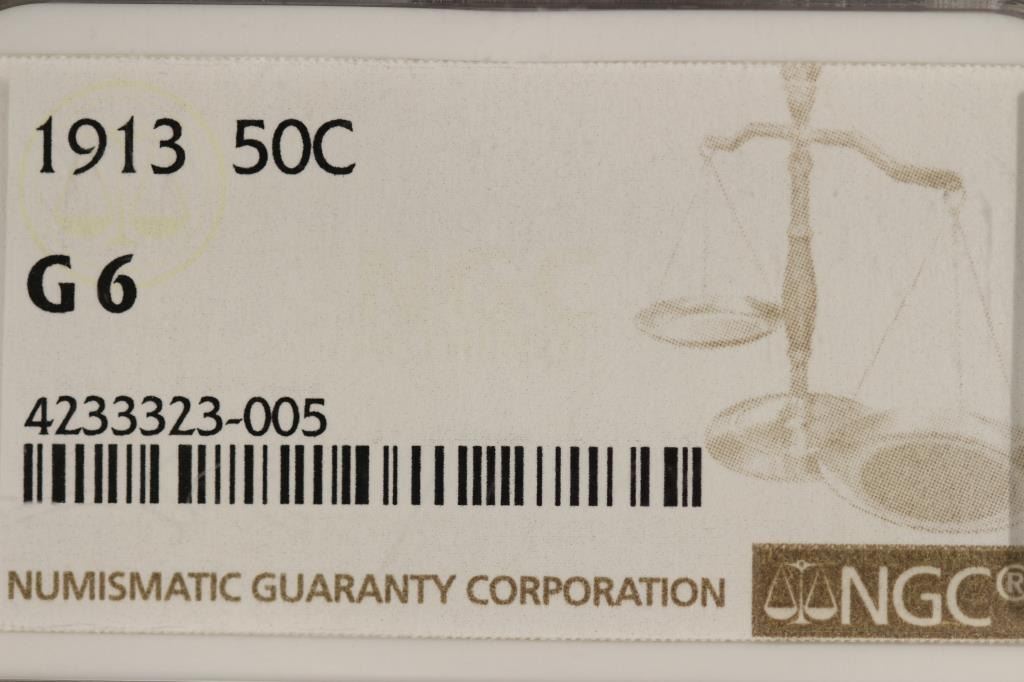 1913 50C
G 6
4233323-005
NUMISMATIC GUARANTY CORPORATION
NGC®